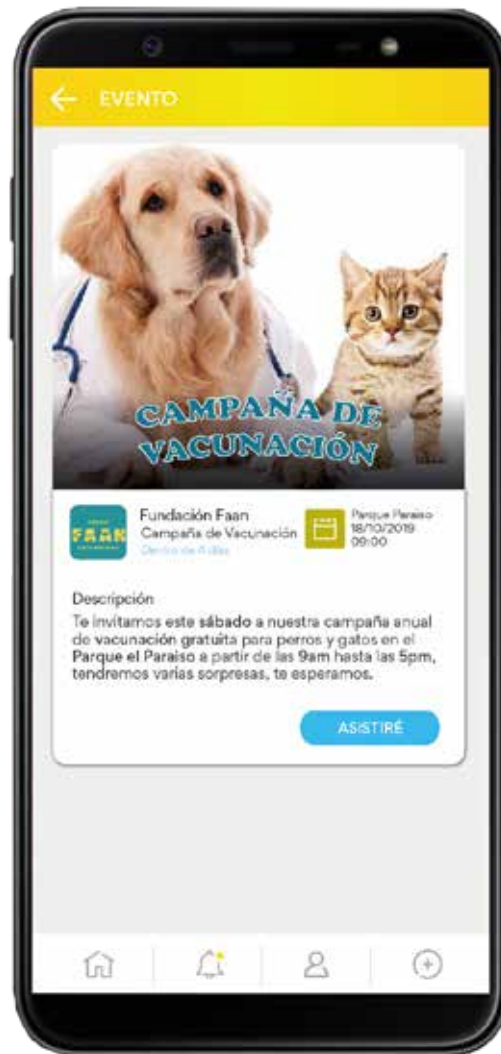 EVENTO
CAMPAÑA DE
VACUNACIÓN
FAAN
Fundación Faan
Campaña de Vacunación
Parque Paraiso
18/10/2019
09:00
Descripción
Te invitamos este sábado a nuestra campaña anual
de vacunación gratuita para perros y gatos en el
Parque el Paraiso a partir de las 9am hasta las 5pm,
tendremos varias sorpresas, te esperamos.
ASISTIRÉ